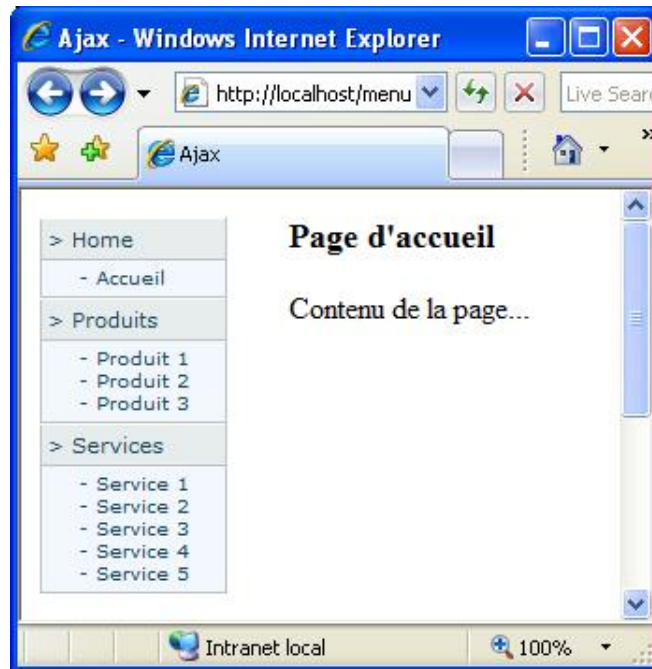 Ajax - Windows Internet Explorer
http://localhost/menu
Live Sear
Ajax
»
> Home
- Accueil
> Produits
- Produit 1
- Produit 2
- Produit 3
> Services
- Service 1
- Service 2
- Service 3
- Service 4
- Service 5
Page d'accueil
Contenu de la page...
Intranet local
100%